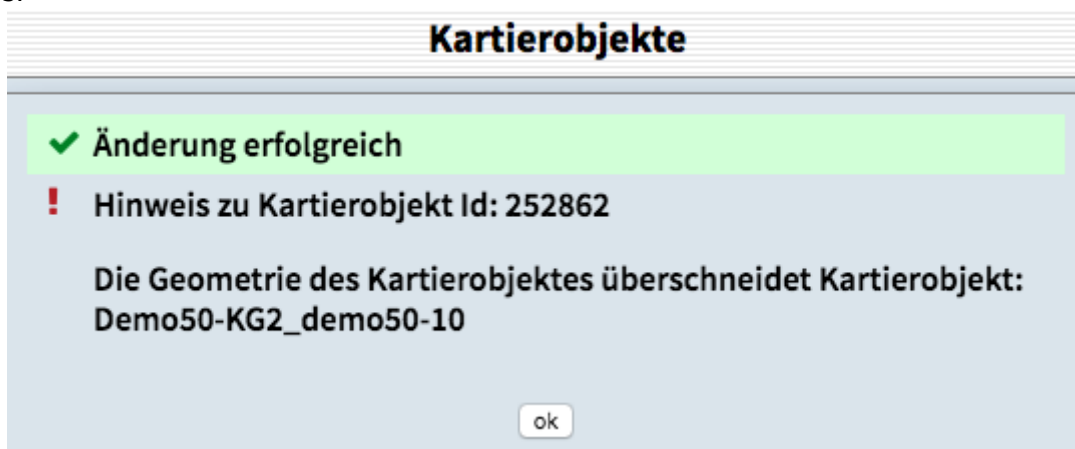 Kartierobjekte
Änderung erfolgreich
Hinweis zu Kartierobjekt Id: 252862
Die Geometrie des Kartierobjektes überschneidet Kartierobjekt:
Demo50-KG2_demo50-10
ok